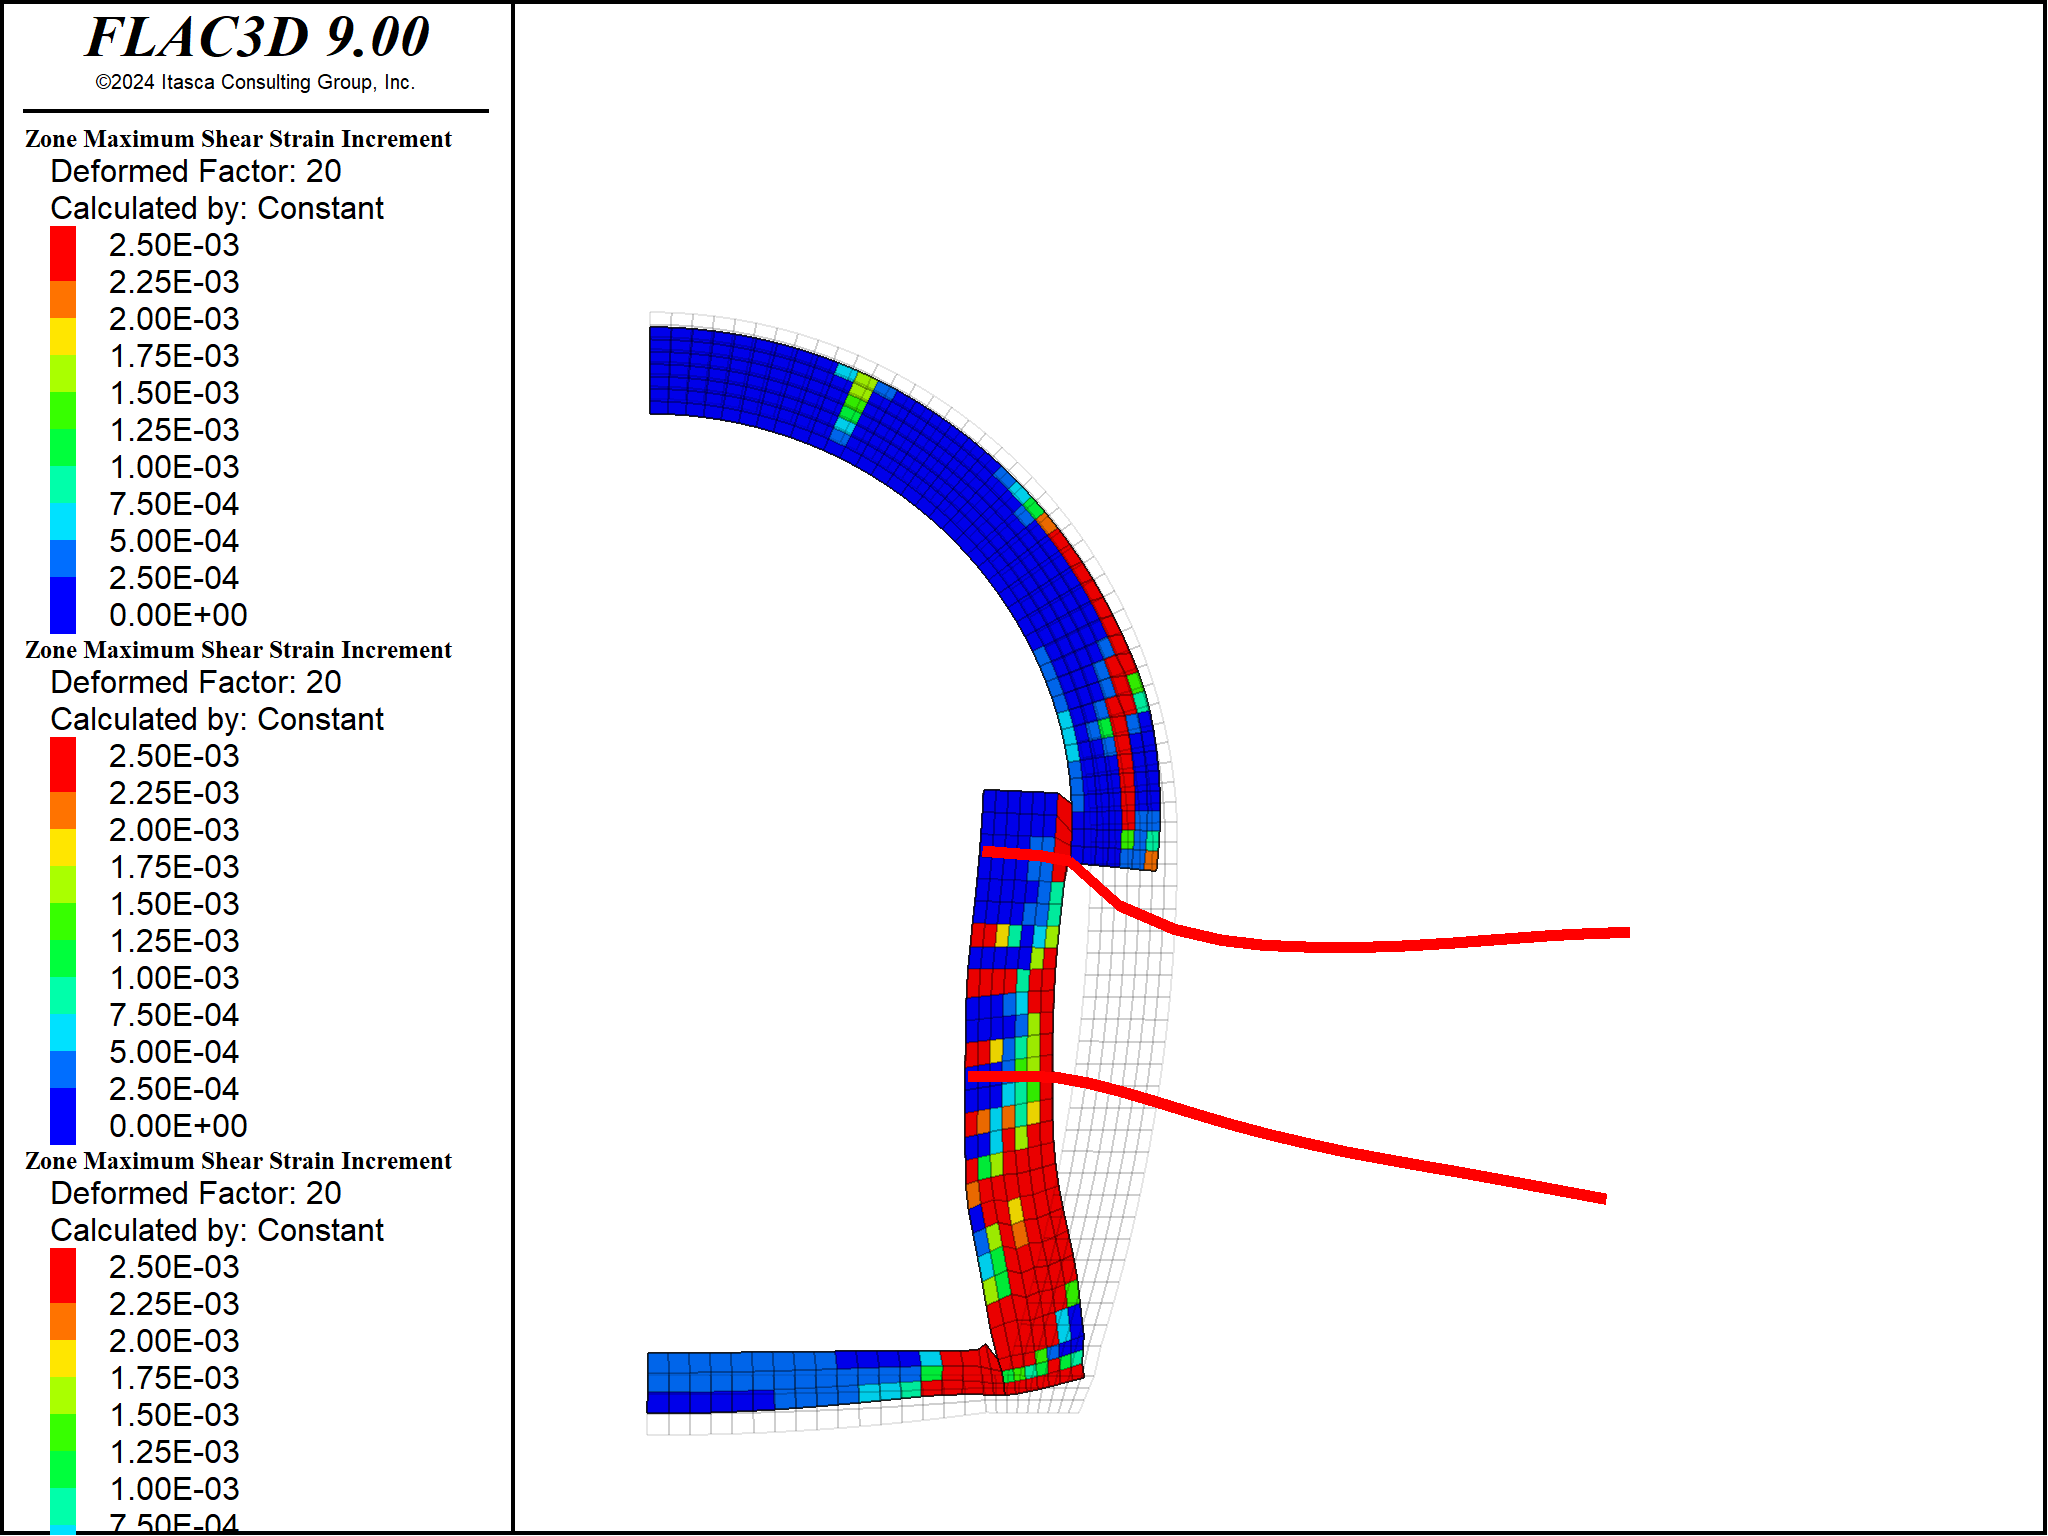 FLAC3D 9.00
©2024 Itasca Consulting Group, Inc.
Zone Maximum Shear Strain Increment
Deformed Factor: 20
Calculated by: Constant
2.50E-03
2.25E-03
2.00E-03
1.75E-03
1.50E-03
1.25E-03
1.00E-03
7.50E-04
5.00E-04
2.50E-04
0.00E+00
Zone Maximum Shear Strain Increment
Deformed Factor: 20
Calculated by: Constant
2.50E-03
2.25E-03
2.00E-03
1.75E-03
1.50E-03
1.25E-03
1.00E-03
7.50E-04
5.00E-04
2.50E-04
0.00E+00
Zone Maximum Shear Strain Increment
Deformed Factor: 20
Calculated by: Constant
2.50E-03
2.25E-03
2.00E-03
1.75E-03
1.50E-03
1.25E-03
1.00E-03
7.50E-04